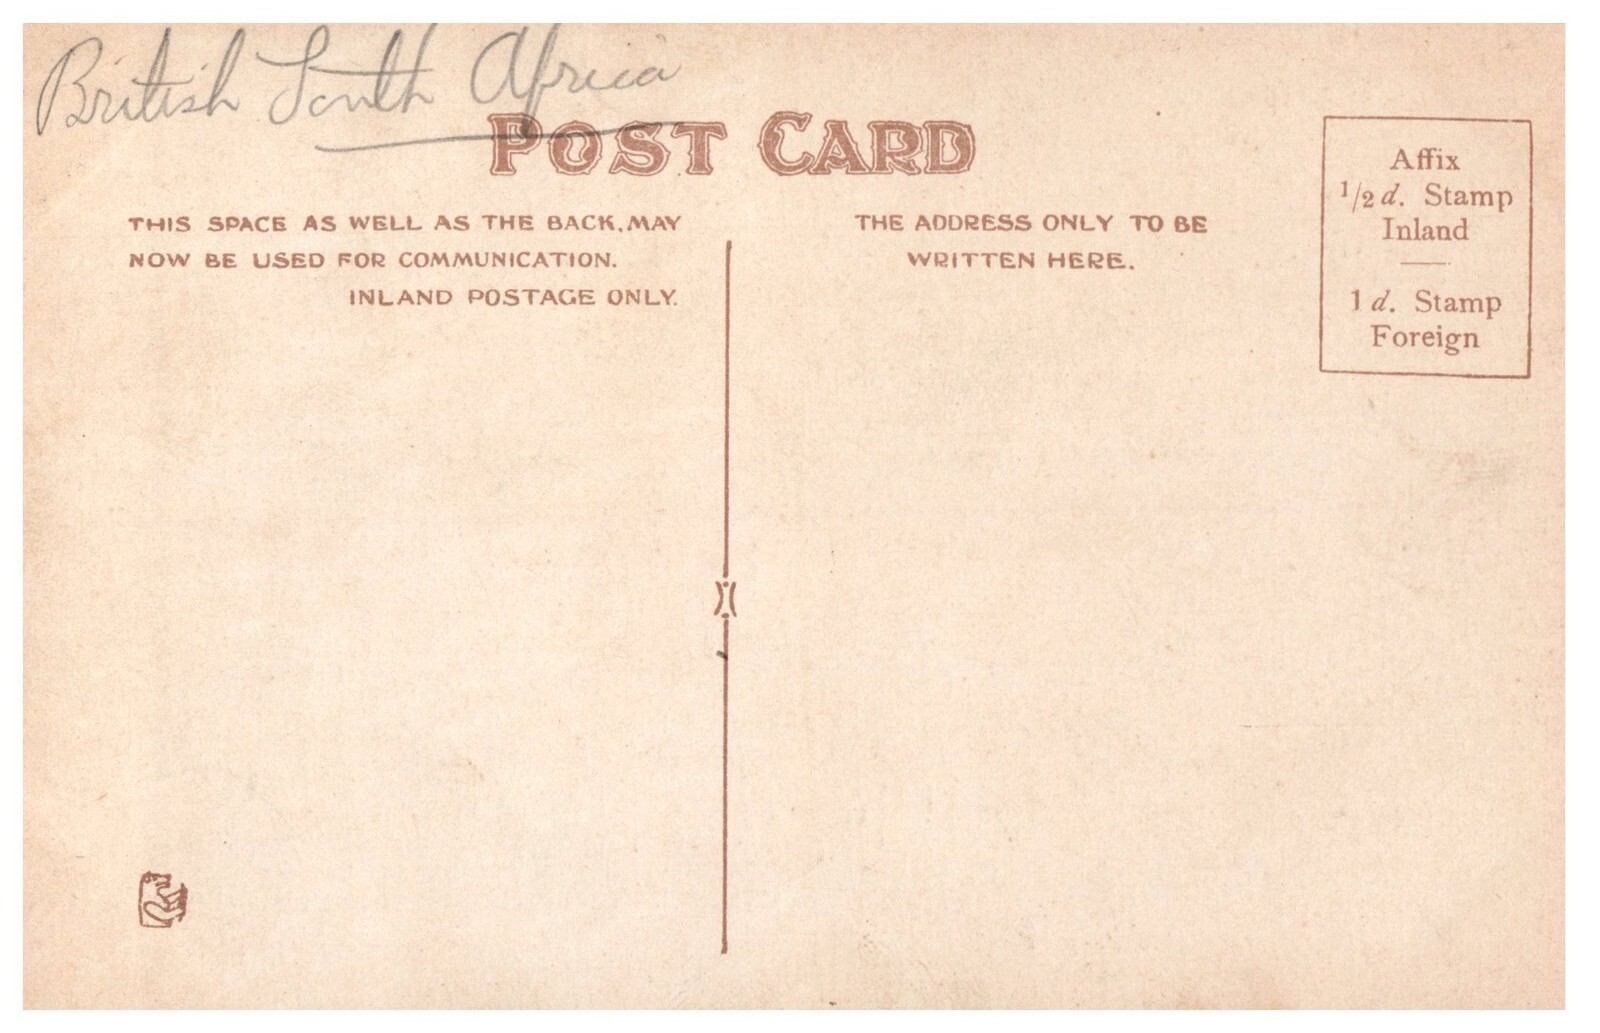 British South Africa
POST CARD
THIS SPACE AS WELL AS THE BACK, MAY
NOW BE USED FOR COMMUNICATION.
INLAND POSTAGE ONLY.
THE ADDRESS ONLY TO BE
WRITTEN HERE.
Affix
1/2 d. Stamp
Inland
1 d. Stamp
Foreign